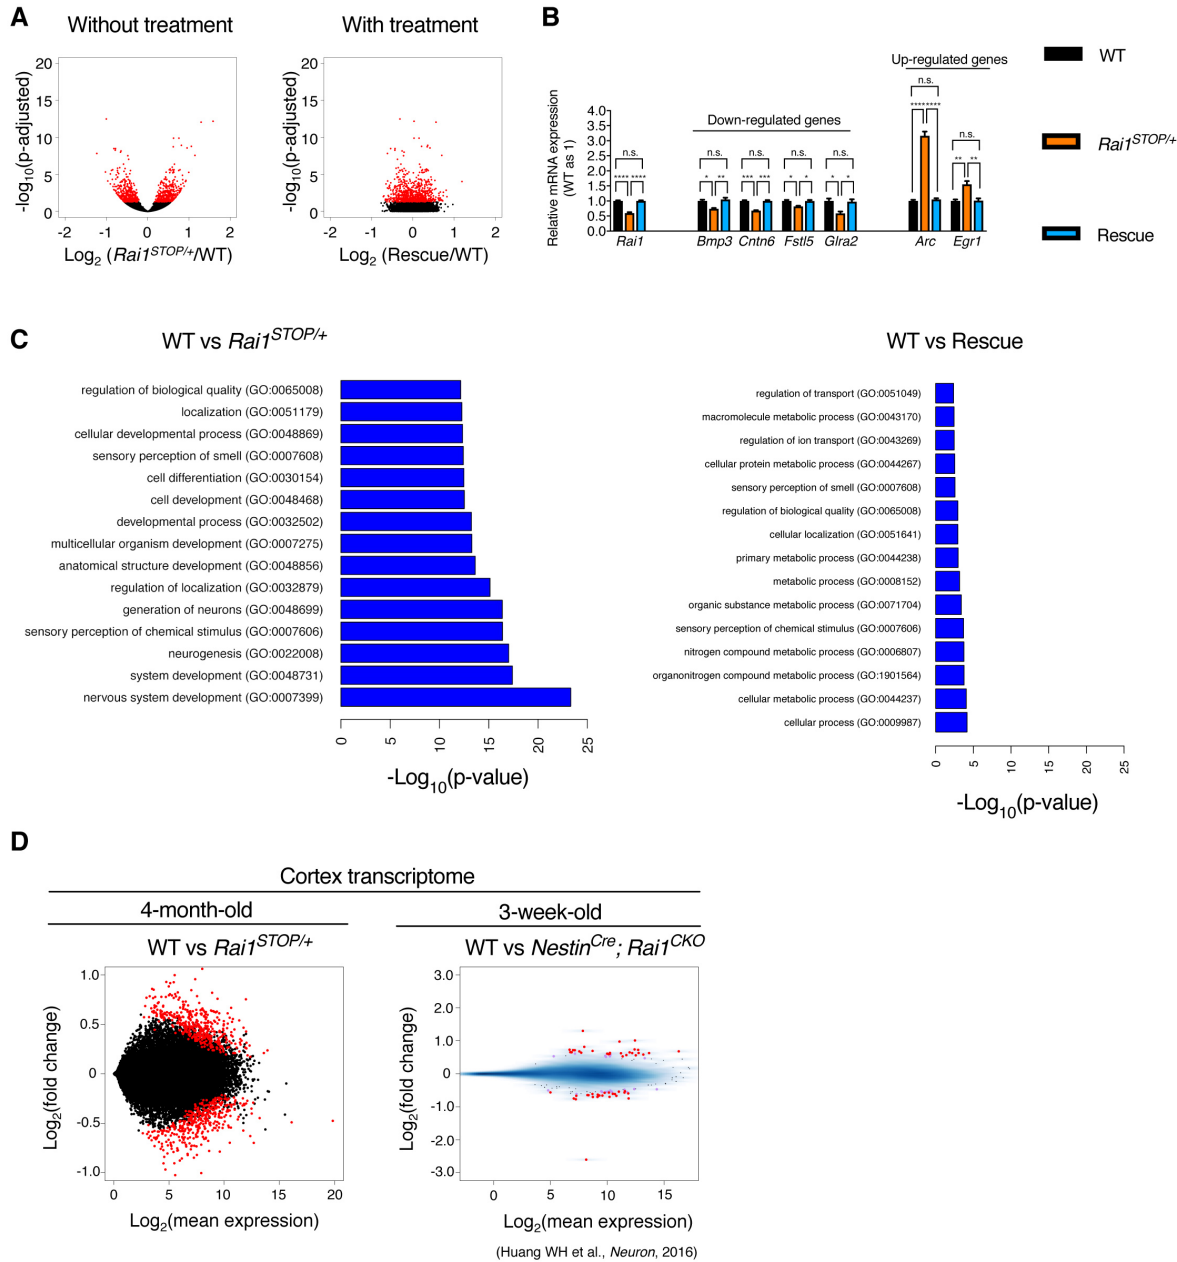 A
Without treatment
With treatment
-log10(p-adjusted)
20
15
10
5
0
-2
-1
0
1
2
Log2 (Rai1STOP/+/WT)
-log10(p-adjusted)
20
15
10
5
0
-2
-1
0
1
2
Log2 (Rescue/WT)
B
Relative mRNA expression
(WT as 1)
4.0
3.5
3.0
2.5
2.0
1.5
1.0
0.5
0.0
Down-regulated genes
Up-regulated genes
n.s.
**** ****
Rai1
n.s.
* **
Bmp3
n.s.
*** ***
Cntn6
n.s.
* *
Fstl5
n.s.
* *
Glra2
n.s.
**** ****
Arc
n.s.
** **
Egr1
WT
Rai1STOP/+
Rescue
C
WT vs Rai1STOP/+
regulation of biological quality (GO:0065008)
localization (GO:0051179)
cellular developmental process (GO:0048869)
sensory perception of smell (GO:0007608)
cell differentiation (GO:0030154)
cell development (GO:0048468)
developmental process (GO:0032502)
multicellular organism development (GO:0007275)
anatomical structure development (GO:0048856)
regulation of localization (GO:0032879)
generation of neurons (GO:0048699)
sensory perception of chemical stimulus (GO:0007606)
neurogenesis (GO:0022008)
system development (GO:0048731)
nervous system development (GO:0007399)
0
5
10
15
20
25
-Log10(p-value)
WT vs Rescue
regulation of transport (GO:0051049)
macromolecule metabolic process (GO:0043170)
regulation of ion transport (GO:0043269)
cellular protein metabolic process (GO:0044267)
sensory perception of smell (GO:0007608)
regulation of biological quality (GO:0065008)
cellular localization (GO:0051641)
primary metabolic process (GO:0044238)
metabolic process (GO:0008152)
organic substance metabolic process (GO:0071704)
sensory perception of chemical stimulus (GO:0007606)
nitrogen compound metabolic process (GO:0006807)
organonitrogen compound metabolic process (GO:1901564)
cellular metabolic process (GO:0044237)
cellular process (GO:0009987)
0
5
10
15
20
25
-Log10(p-value)
D
Cortex transcriptome
4-month-old
WT vs Rai1STOP/+
Log2(fold change)
1.0
0.5
0
-0.5
-1.0
0
5
10
15
20
Log2(mean expression)
3-week-old
WT vs NestinCre; Rai1CKO
Log2(fold change)
3.0
2.0
1.0
0
-1.0
-2.0
-3.0
0
5
10
15
Log2(mean expression)
(Huang WH et al., Neuron, 2016)